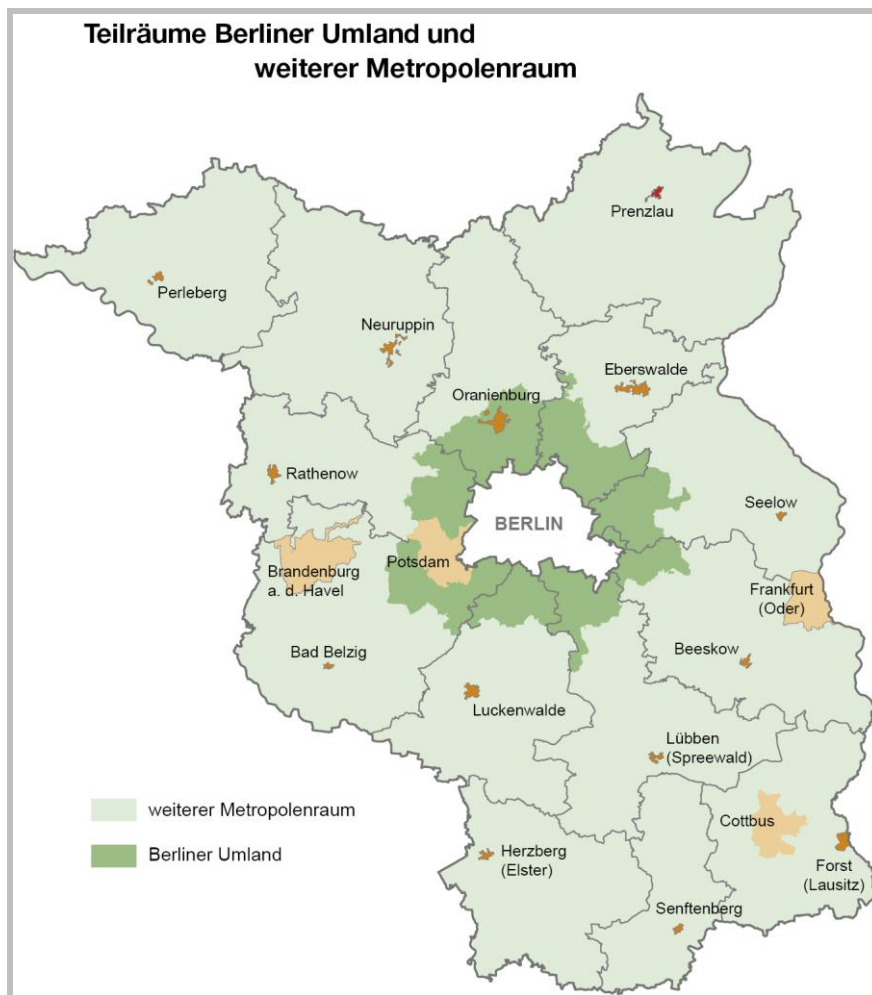 Teilräume Berliner Umland und
weiterer Metropolenraum
Prenzlau
Perleberg
Neuruppin
Eberswalde
Oranienburg
Rathenow
Seelow
BERLIN
Potsdam
Brandenburg
a. d. Havel
Frankfurt
(Oder)
Bad Belzig
Beeskow
Luckenwalde
Lübben
(Spreewald)
weiterer Metropolenraum
Cottbus
Berliner Umland
Herzberg
(Elster)
Forst
(Lausitz)
Senftenberg